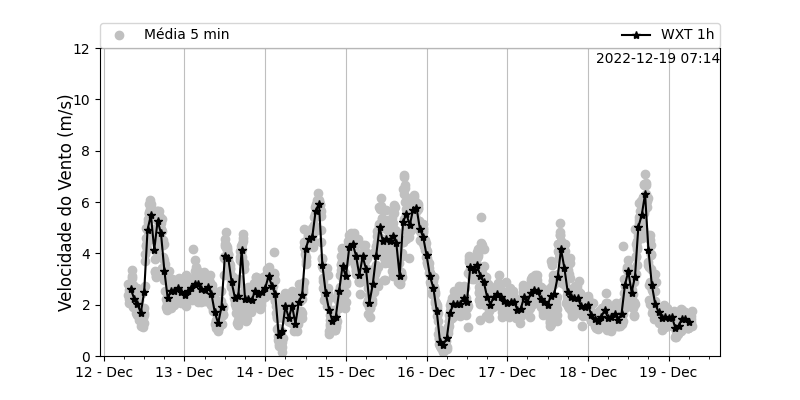 Média 5 min WXT 1h
2022-12-19 07:14
Velocidade do Vento (m/s)
12
10
8
6
4
2
0
12 - Dec 13 - Dec 14 - Dec 15 - Dec 16 - Dec 17 - Dec 18 - Dec 19 - Dec